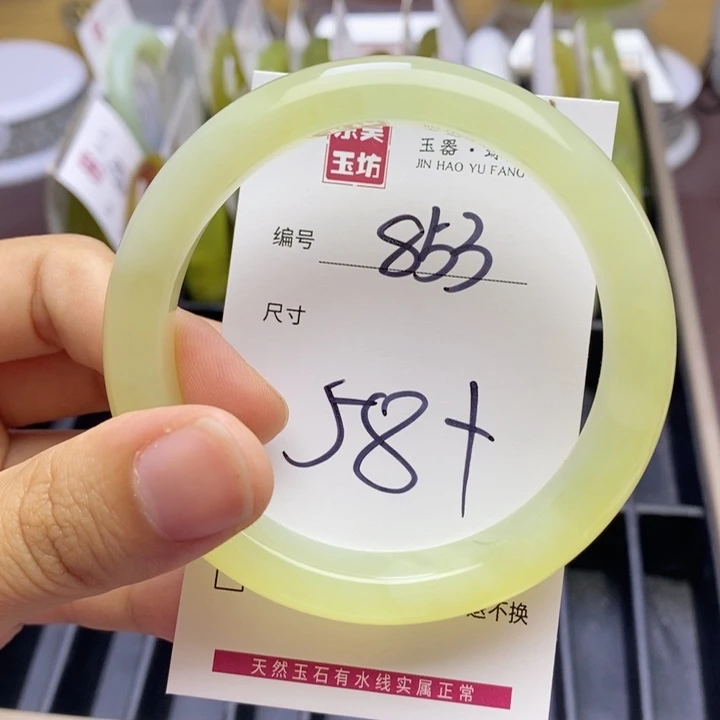 玉坊
玉器·
JIN HAO YU FANG
编号 853
尺寸
58+
不换
天然玉石有水线实属正常